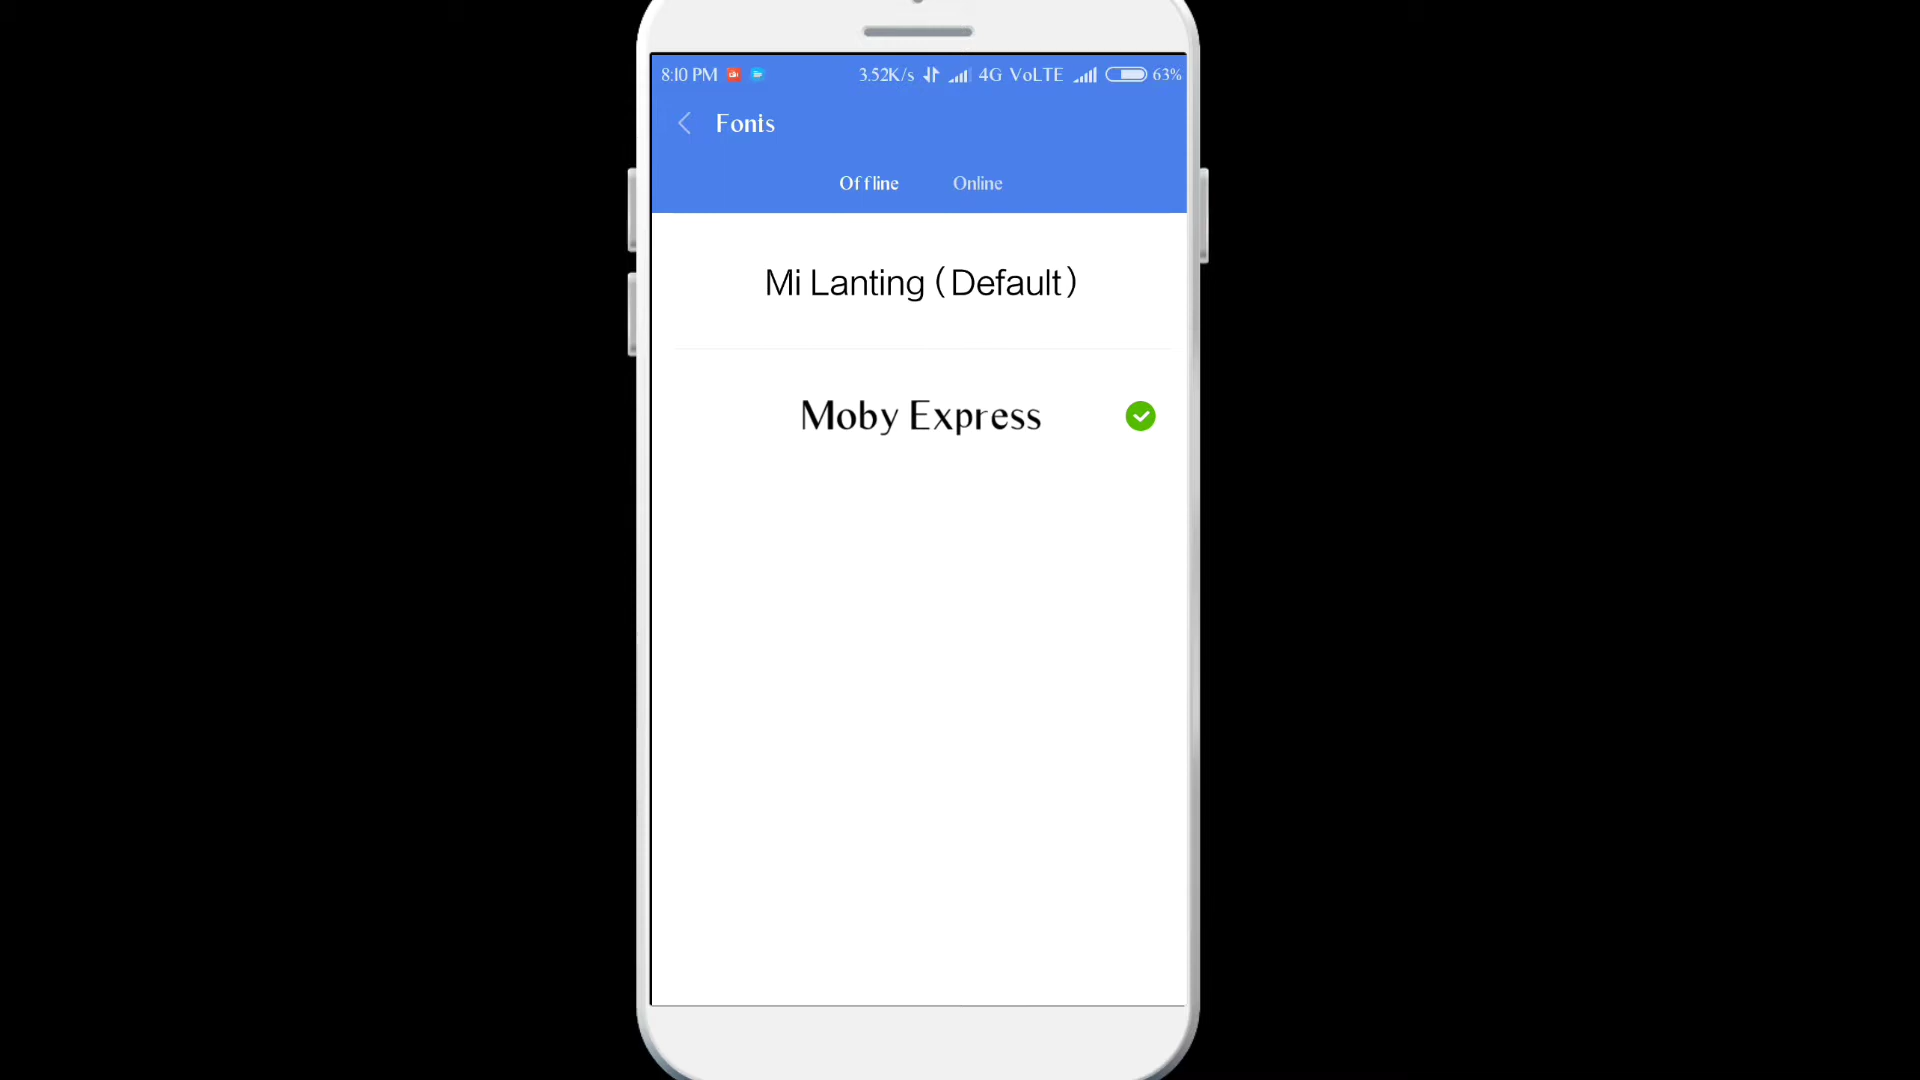 8:10 PM 3.52K/s 4G VoLTE 63%
Fonts
Offline Online
Mi Lanting (Default)
Moby Express